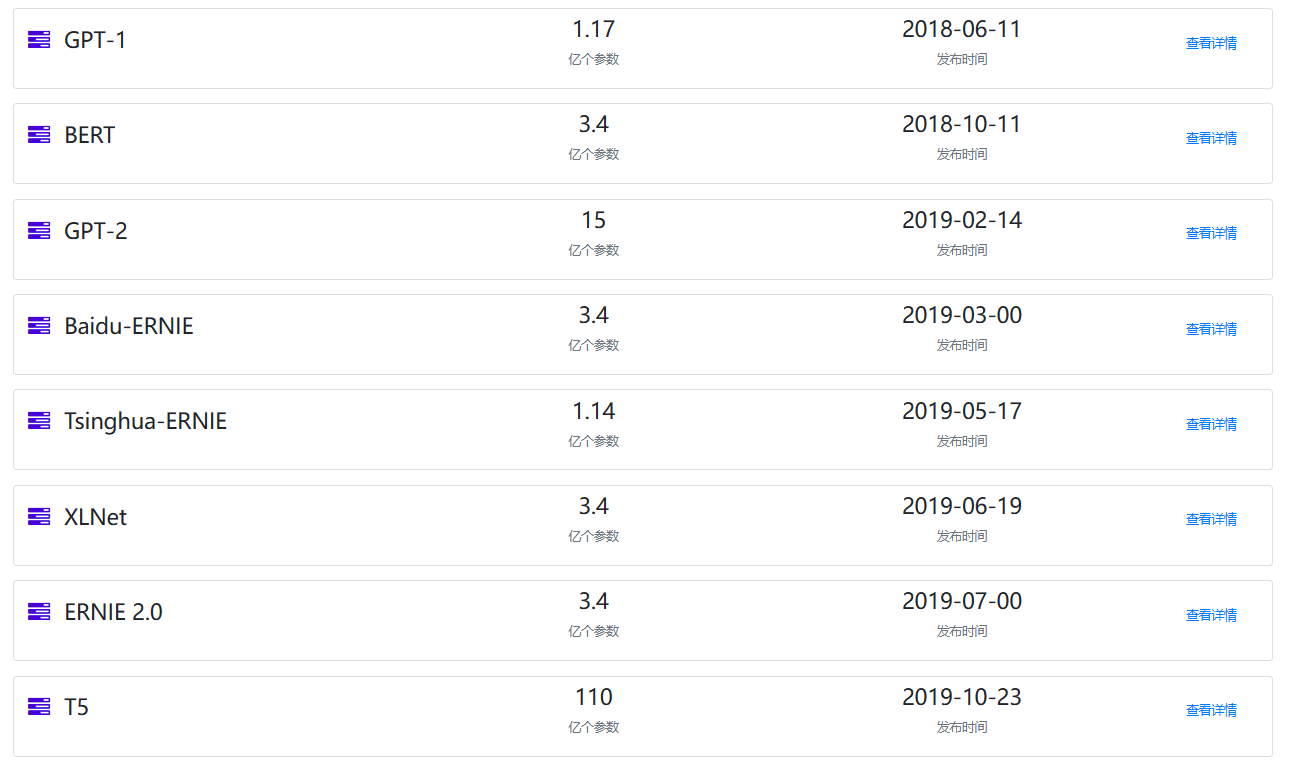 GPT-1
1.17
亿个参数
2018-06-11
发布时间
查看详情
BERT
3.4
亿个参数
2018-10-11
发布时间
查看详情
GPT-2
15
亿个参数
2019-02-14
发布时间
查看详情
Baidu-ERNIE
3.4
亿个参数
2019-03-00
发布时间
查看详情
Tsinghua-ERNIE
1.14
亿个参数
2019-05-17
发布时间
查看详情
XLNet
3.4
亿个参数
2019-06-19
发布时间
查看详情
ERNIE 2.0
3.4
亿个参数
2019-07-00
发布时间
查看详情
T5
110
亿个参数
2019-10-23
发布时间
查看详情